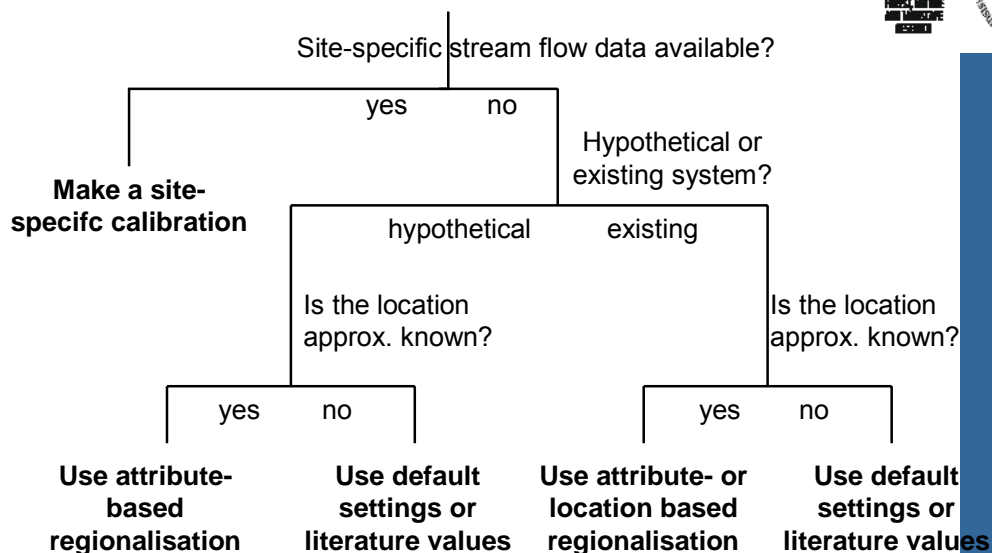 Site-specific stream flow data available?
yes
no
Hypothetical or
existing system?
Make a site-
specifc calibration
hypothetical
existing
Is the location
approx. known?
Is the location
approx. known?
yes
no
yes
no
Use attribute-
based
regionalisation
Use default
settings or
literature values
Use attribute- or
location based
regionalisation
Use default
settings or
literature values